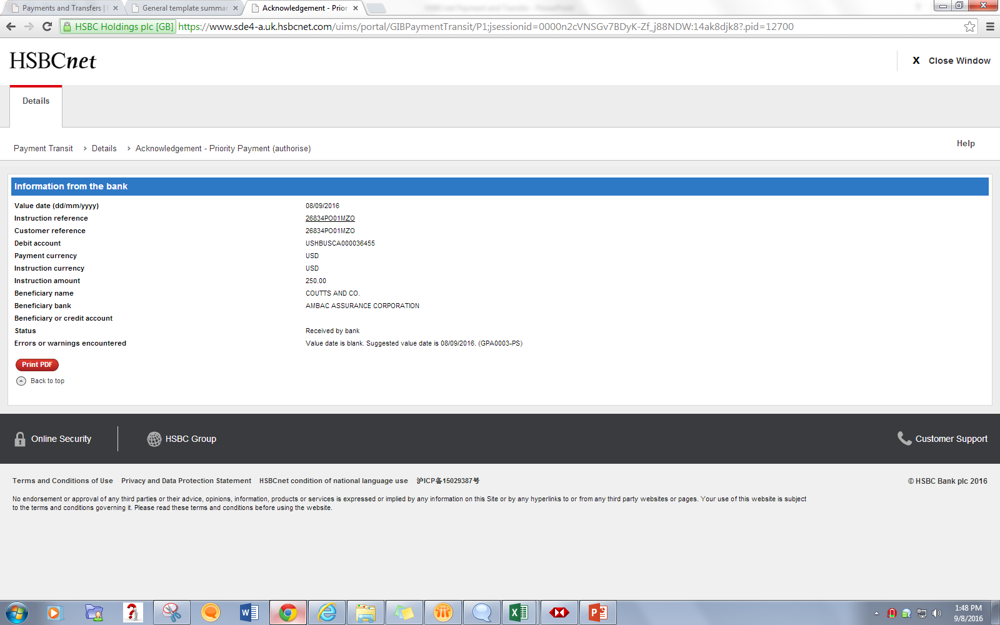 Payments and Transfers |
General template summar
Acknowledgement - Prior
HSBC Holdings plc [GB]
https://www.sde4-a.uk.hsbcnet.com/uims/portal/GIBPaymentTransit/P1;jsessionid=0000n2cVNSGv7BDyK-Zf_j88NDW:14ak8djk8?.pid=12700
HSBCnet
X Close Window
Details
Payment Transit › Details › Acknowledgement - Priority Payment (authorise)
Help
Information from the bank
Value date (dd/mm/yyyy) 08/09/2016
Instruction reference 26834PO01MZO
Customer reference 26834PO01MZO
Debit account USHBUSCA000036455
Payment currency USD
Instruction currency USD
Instruction amount 250.00
Beneficiary name COUTTS AND CO.
Beneficiary bank AMBAC ASSURANCE CORPORATION
Beneficiary or credit account
Status Received by bank
Errors or warnings encountered Value date is blank. Suggested value date is 08/09/2016. (GPA0003-PS)
Print PDF
Back to top
Online Security
HSBC Group
Customer Support
Terms and Conditions of Use Privacy and Data Protection Statement HSBCnet condition of national language use 沪ICP备15029387号
© HSBC Bank plc 2016
No endorsement or approval of any third parties or their advice, opinions, information, products or services is expressed or implied by any information on this Site or by any hyperlinks to or from any third party websites or pages. Your use of this website is subject
to the terms and conditions governing it. Please read these terms and conditions before using the website.
1:48 PM
9/8/2016